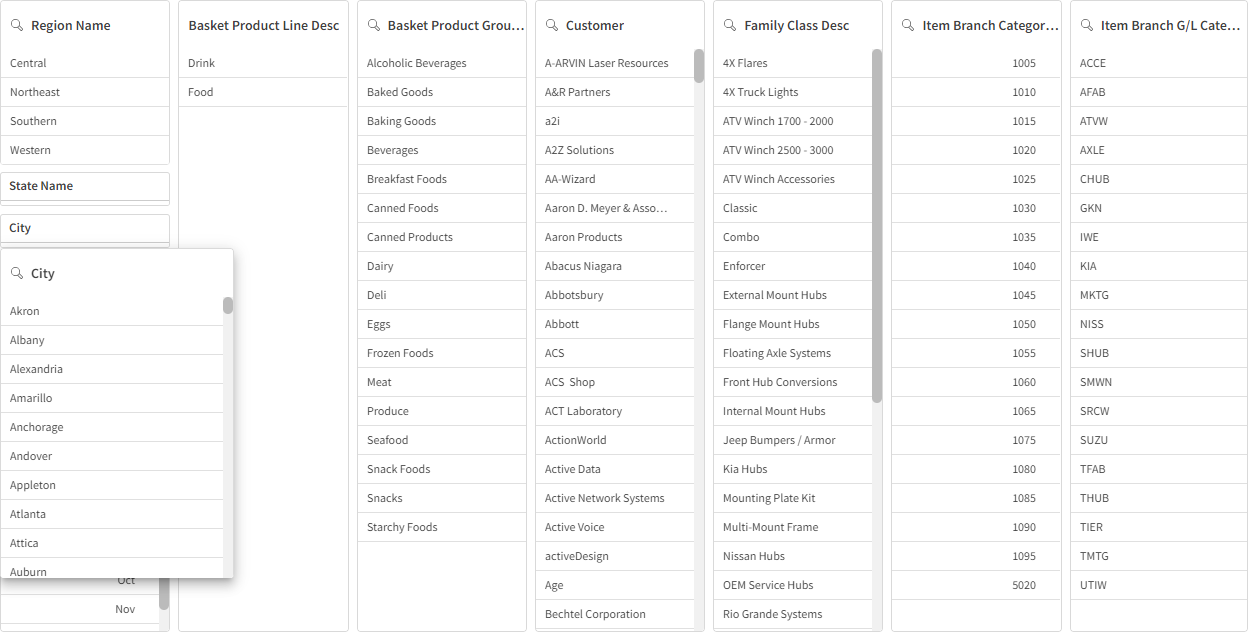 Region Name
Central
Northeast
Southern
Western
State Name
City
City
Akron
Albany
Alexandria
Amarillo
Anchorage
Andover
Appleton
Atlanta
Attica
Auburn
Oct
Nov
Basket Product Line Desc
Drink
Food
Basket Product Grou…
Alcoholic Beverages
Baked Goods
Baking Goods
Beverages
Breakfast Foods
Canned Foods
Canned Products
Dairy
Deli
Eggs
Frozen Foods
Meat
Produce
Seafood
Snack Foods
Snacks
Starchy Foods
Customer
A-ARVIN Laser Resources
A&R Partners
a2i
A2Z Solutions
AA-Wizard
Aaron D. Meyer & Asso…
Aaron Products
Abacus Niagara
Abbotsbury
Abbott
ACS
ACS  Shop
ACT Laboratory
ActionWorld
Active Data
Active Network Systems
Active Voice
activeDesign
Age
Bechtel Corporation
Family Class Desc
4X Flares
4X Truck Lights
ATV Winch 1700 - 2000
ATV Winch 2500 - 3000
ATV Winch Accessories
Classic
Combo
Enforcer
External Mount Hubs
Flange Mount Hubs
Floating Axle Systems
Front Hub Conversions
Internal Mount Hubs
Jeep Bumpers / Armor
Kia Hubs
Mounting Plate Kit
Multi-Mount Frame
Nissan Hubs
OEM Service Hubs
Rio Grande Systems
Item Branch Categor…
1005
1010
1015
1020
1025
1030
1035
1040
1045
1050
1055
1060
1065
1075
1080
1085
1090
1095
5020
Item Branch G/L Cate…
ACCE
AFAB
ATVW
AXLE
CHUB
GKN
IWE
KIA
MKTG
NISS
SHUB
SMWN
SRCW
SUZU
TFAB
THUB
TIER
TMTG
UTIW